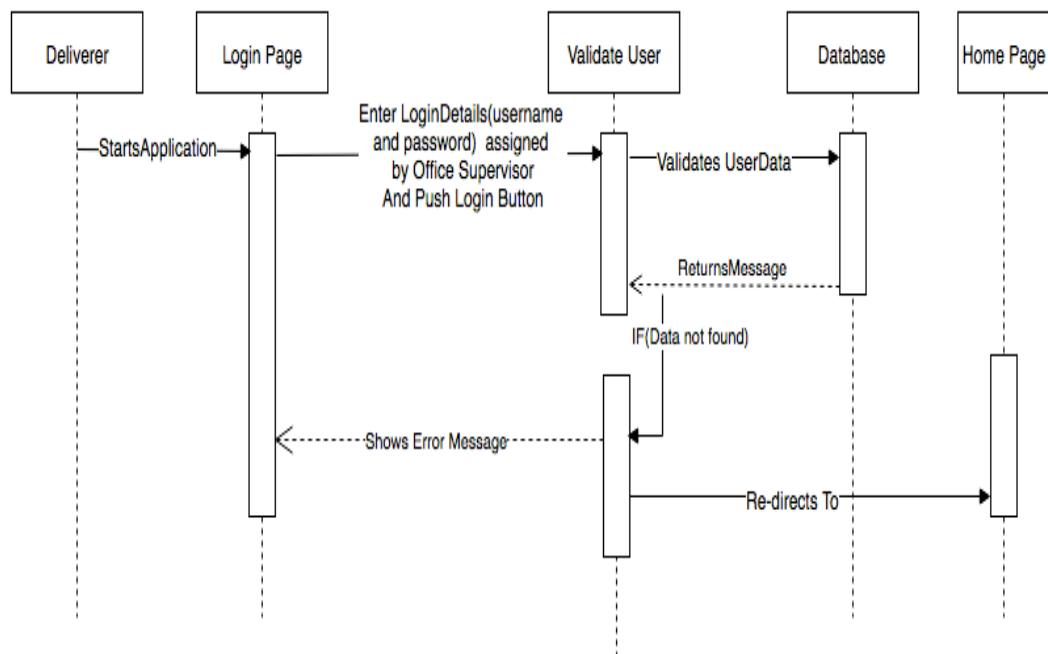 Deliverer
Login Page
Validate User
Database
Home Page
StartsApplication
Enter LoginDetails(username
and password) assigned
by Office Supervisor
And Push Login Button
Validates UserData
ReturnsMessage
IF(Data not found)
Shows Error Message
Re-directs To